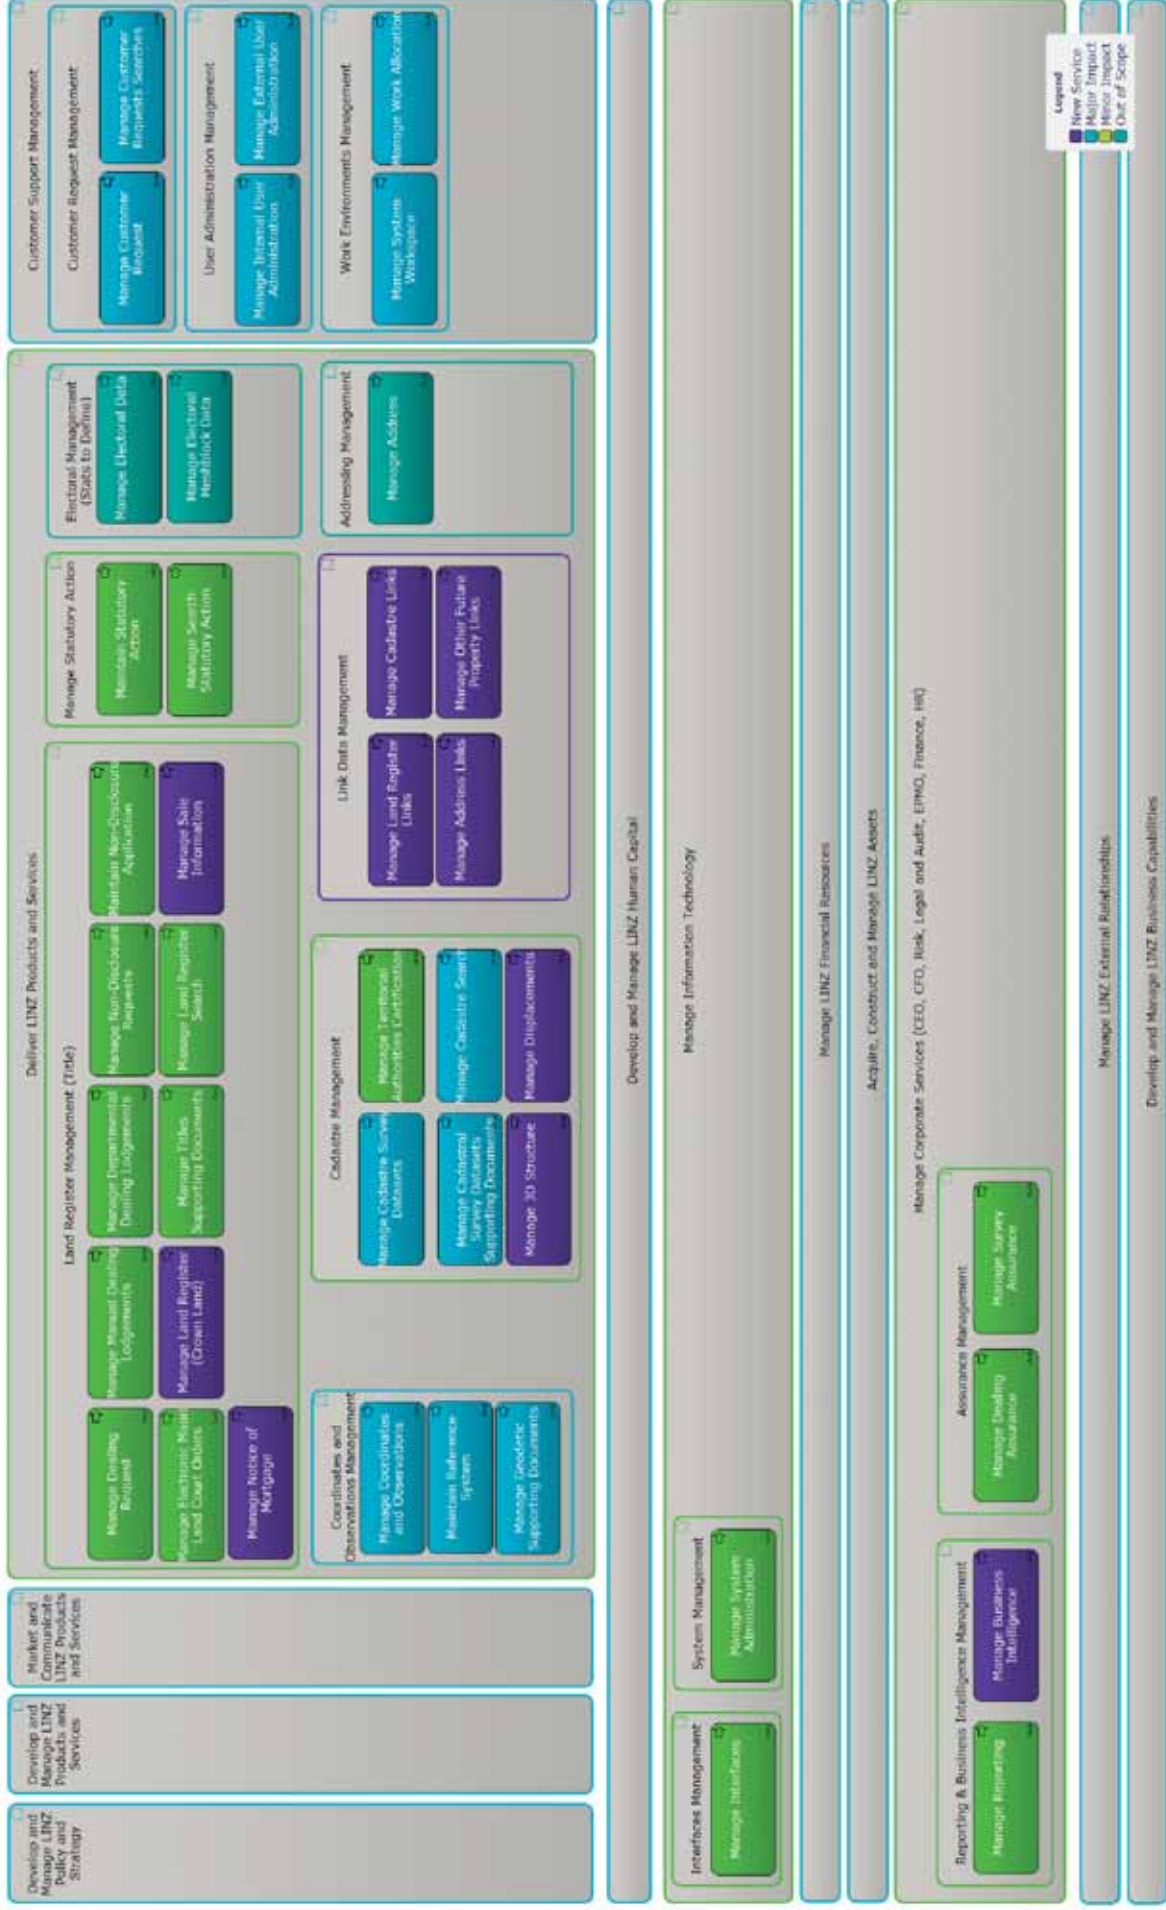 Develop and
Manage LINZ
Policy and
Strategy
Develop and
Manage LINZ
Products and
Services
Market and
Communicate
LINZ Products
and Services
Deliver LINZ Products and Services
Land Register Management (Title)
Manage Dealing
Request
Manage Manual Dealing
Lodgements
Manage Departmental
Dealing Lodgements
Manage Non-Disclosure
Requests
Maintain Non-Disclosure
Application
Manage Electronic
Land Court Orders
Manage Land Register
(Crown Land)
Manage Titles
Supporting Documents
Manage Land Register
Search
Manage Sale
Information
Manage Notice of
Mortgage
Manage Statutory Action
Maintain Statutory
Action
Manage Search
Statutory Action
Electoral Management
(Stats to Define)
Manage Electoral Data
Manage Electoral
Meshblock Data
Coordinates and
Observations Management
Manage Coordinates
and Observations
Maintain Reference
System
Manage Geodetic
Supporting Documents
Cadastre Management
Manage Cadastre Survey
Datasets
Manage Territorial
Authorities Certification
Manage Cadastral
Survey Datasets
Supporting Documents
Manage Cadastre Search
Manage 3D Structure
Manage Displacements
Link Data Management
Manage Land Register
Links
Manage Cadastre Links
Manage Address Links
Manage Other Future
Property Links
Addressing Management
Manage Address
Customer Support Management
Customer Request Management
Manage Customer
Request
Manage Customer
Requests Searches
User Administration Management
Manage Internal User
Administration
Manage External User
Administration
Work Environments Management
Manage System
Workspace
Manage Work Allocation
Develop and Manage LINZ Human Capital
Manage Information Technology
Interfaces Management
Manage Interfaces
System Management
Manage System
Administration
Manage LINZ Financial Resources
Acquire, Construct and Manage LINZ Assets
Manage Corporate Services (CEO, CFO, Risk, Legal and Audit, EPMO, Finance, HR)
Reporting & Business Intelligence Management
Manage Reporting
Manage Business
Intelligence
Assurance Management
Manage Dealing
Assurance
Manage Survey
Assurance
Manage LINZ External Relationships
Develop and Manage LINZ Business Capabilities
Legend
New Service
Major Impact
Minor Impact
Out of Scope